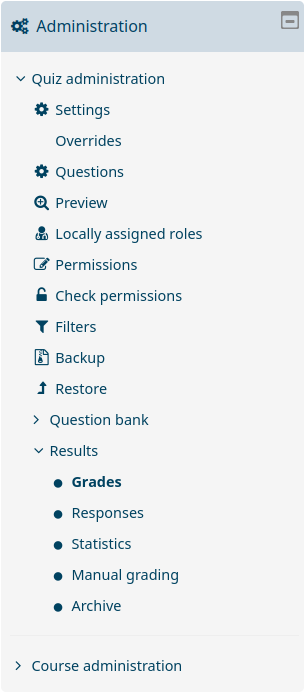 Administration
Quiz administration
Settings
Overrides
Questions
Preview
Locally assigned roles
Permissions
Check permissions
Filters
Backup
Restore
Question bank
Results
Grades
Responses
Statistics
Manual grading
Archive
Course administration